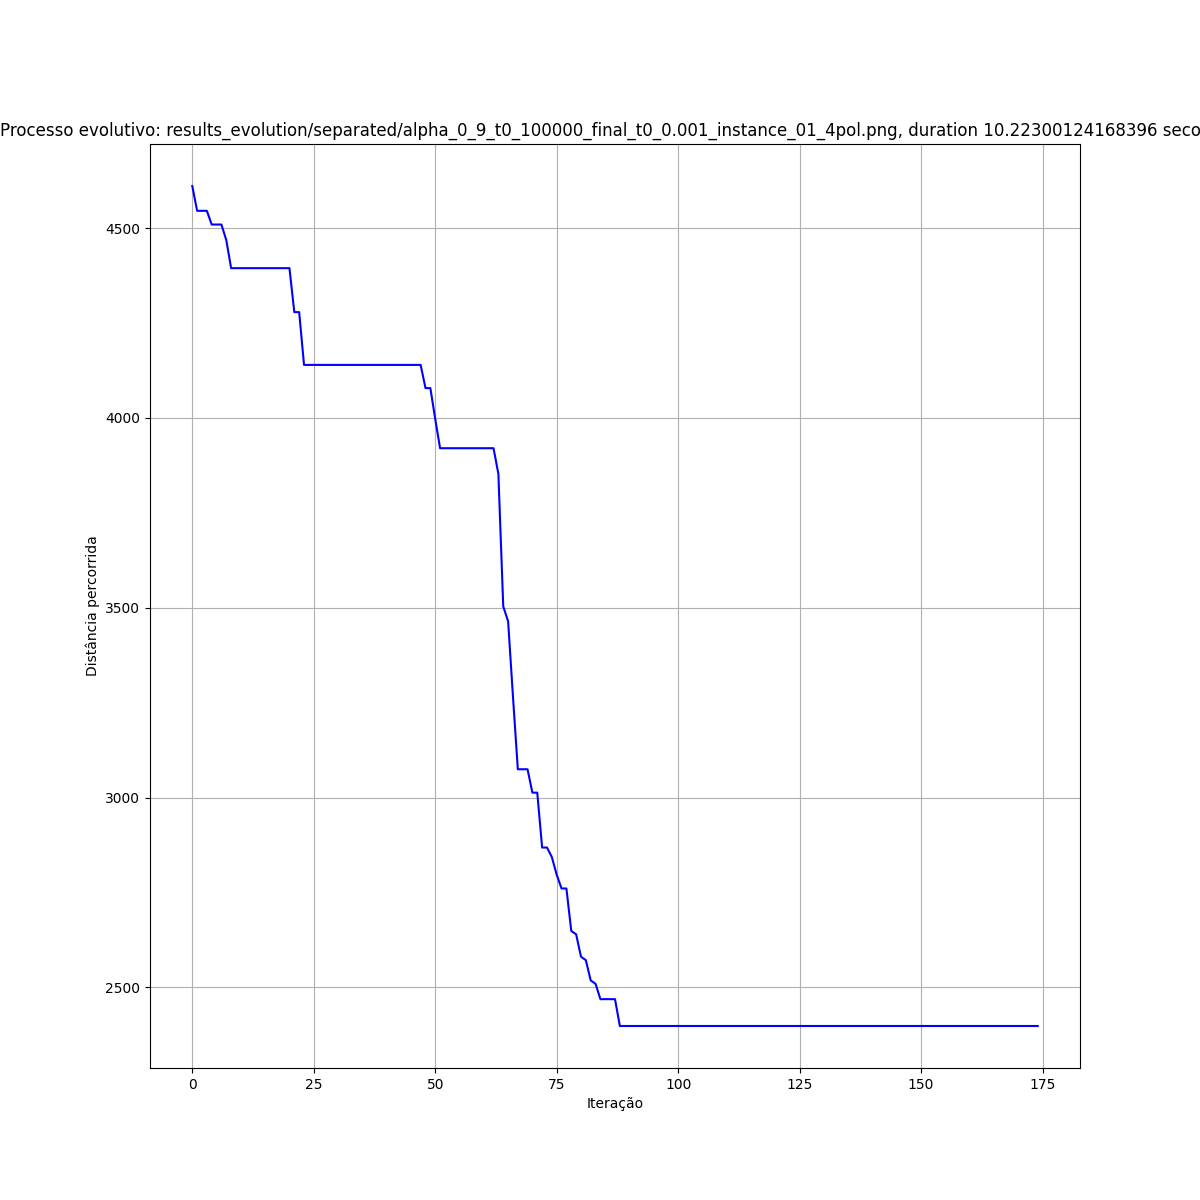 Processo evolutivo: results_evolution/separated/alpha_0_9_t0_100000_final_t0_0.001_instance_01_4pol.png, duration 10.22300124168396 seco
4500
4000
3500
3000
2500
Distância percorrida
0 25 50 75 100 125 150 175
Iteração